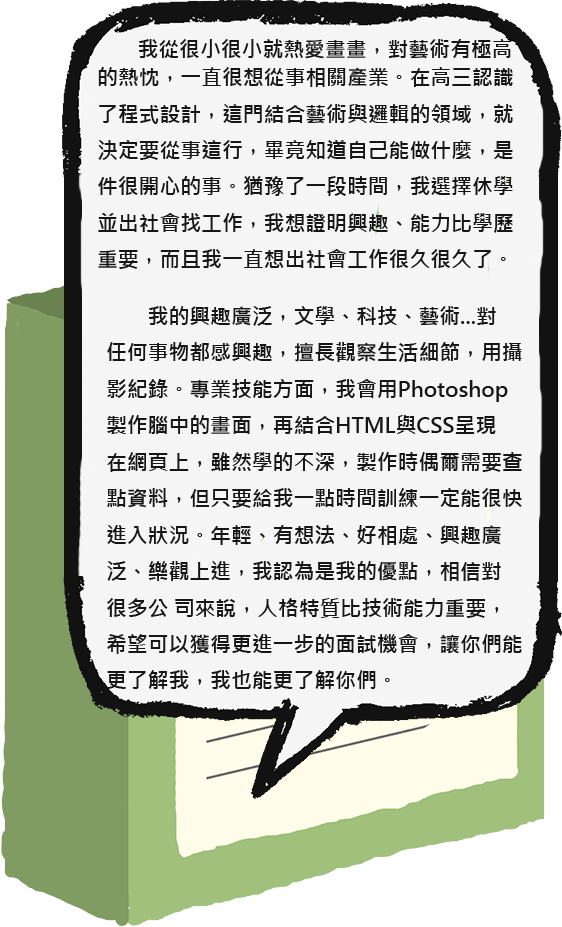 我從很小很小就熱愛畫畫，對藝術有極高
的熱忱，一直很想從事相關產業。在高三認識
了程式設計，這門結合藝術與邏輯的領域，就
決定要從事這行，畢竟知道自己能做什麼，是
件很開心的事。猶豫了一段時間，我選擇休學
並出社會找工作，我想證明興趣、能力比學歷
重要，而且我一直想出社會工作很久很久了。
我的興趣廣泛，文學、科技、藝術...對
任何事物都感興趣，擅長觀察生活細節，用攝
影紀錄。專業技能方面，我會用Photoshop
製作腦中的畫面，再結合HTML與CSS呈現
在網頁上，雖然學的不深，製作時偶爾需要查
點資料，但只要給我一點時間訓練一定能很快
進入狀況。年輕、有想法、好相處、興趣廣
泛、樂觀上進，我認為是我的優點，相信對
很多公 司來說，人格特質比技術能力重要，
希望可以獲得更進一步的面試機會，讓你們能
更了解我，我也能更了解你們。